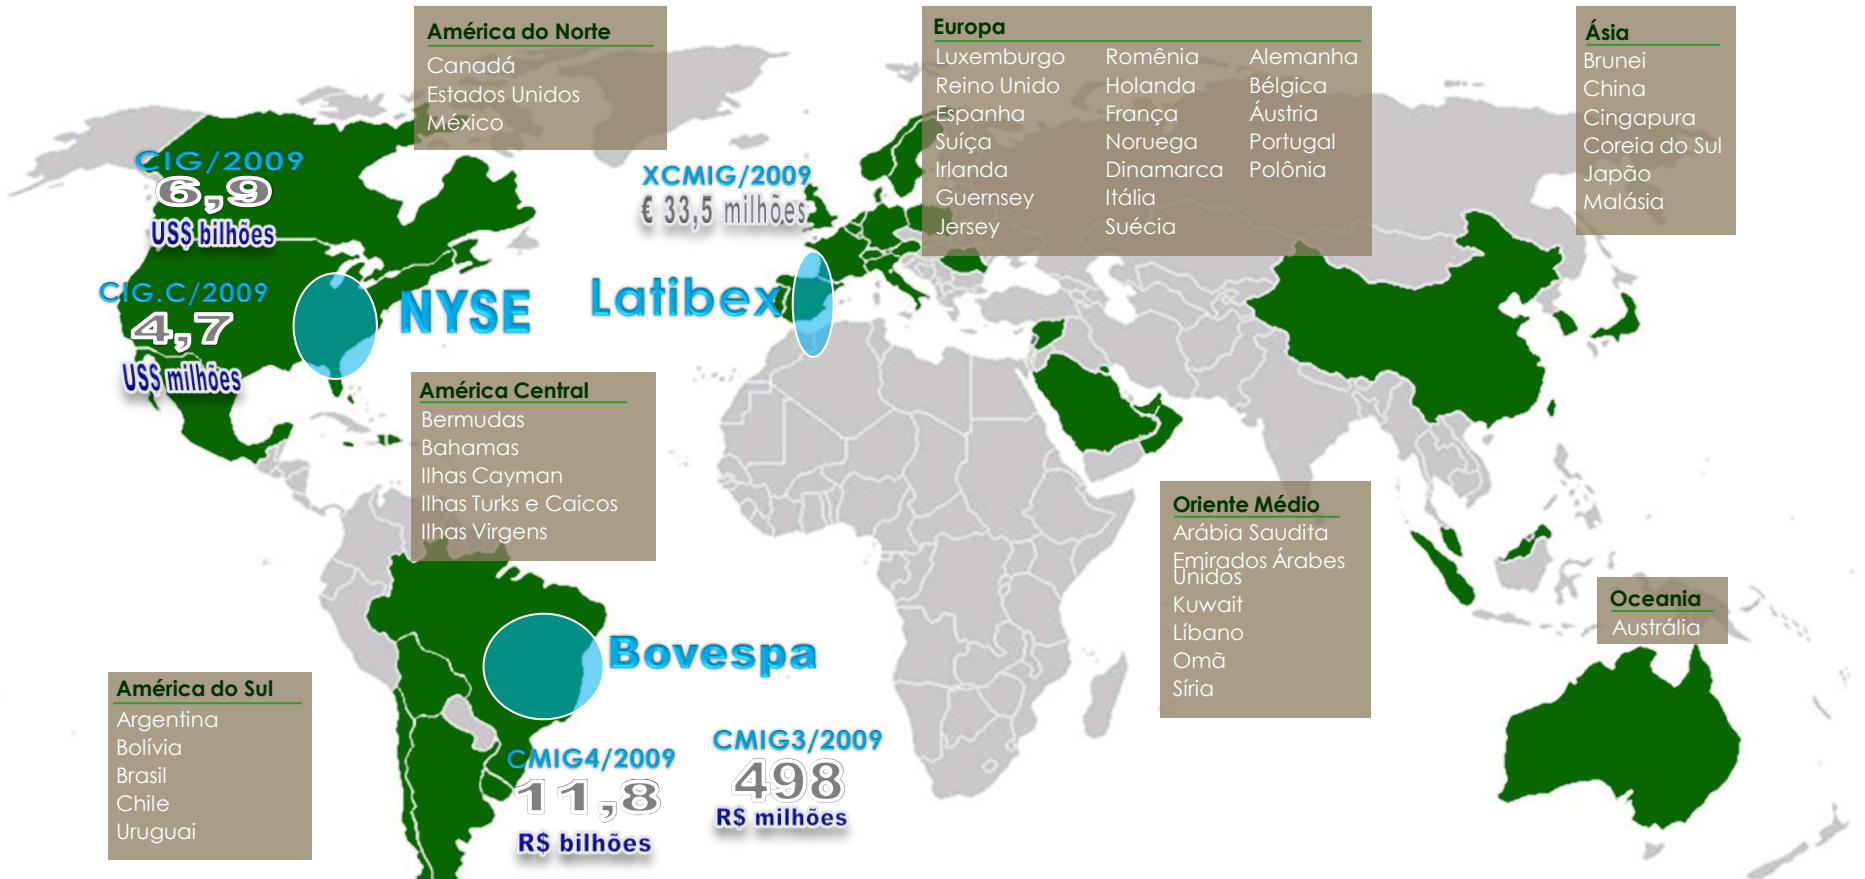 América do Norte
Canadá
Estados Unidos
México
Europa
Luxemburgo Romênia Alemanha
Reino Unido Holanda Bélgica
Espanha França Áustria
Suíça Noruega Portugal
Irlanda Dinamarca Polônia
Guernsey Itália
Jersey Suécia
Ásia
Brunei
China
Cingapura
Coreia do Sul
Japão
Malásia
CIG/2009
6,9
US$ bilhões
CIG.C/2009
4,7
US$ milhões
NYSE
XCMIG/2009
€ 33,5 milhões
Latibex
América Central
Bermudas
Bahamas
Ilhas Cayman
Ilhas Turks e Caicos
Ilhas Virgens
Oriente Médio
Arábia Saudita
Emirados Árabes
Unidos
Kuwait
Líbano
Omã
Síria
Oceania
Austrália
Bovespa
América do Sul
Argentina
Bolívia
Brasil
Chile
Uruguai
CMIG4/2009
11,8
R$ bilhões
CMIG3/2009
498
R$ milhões